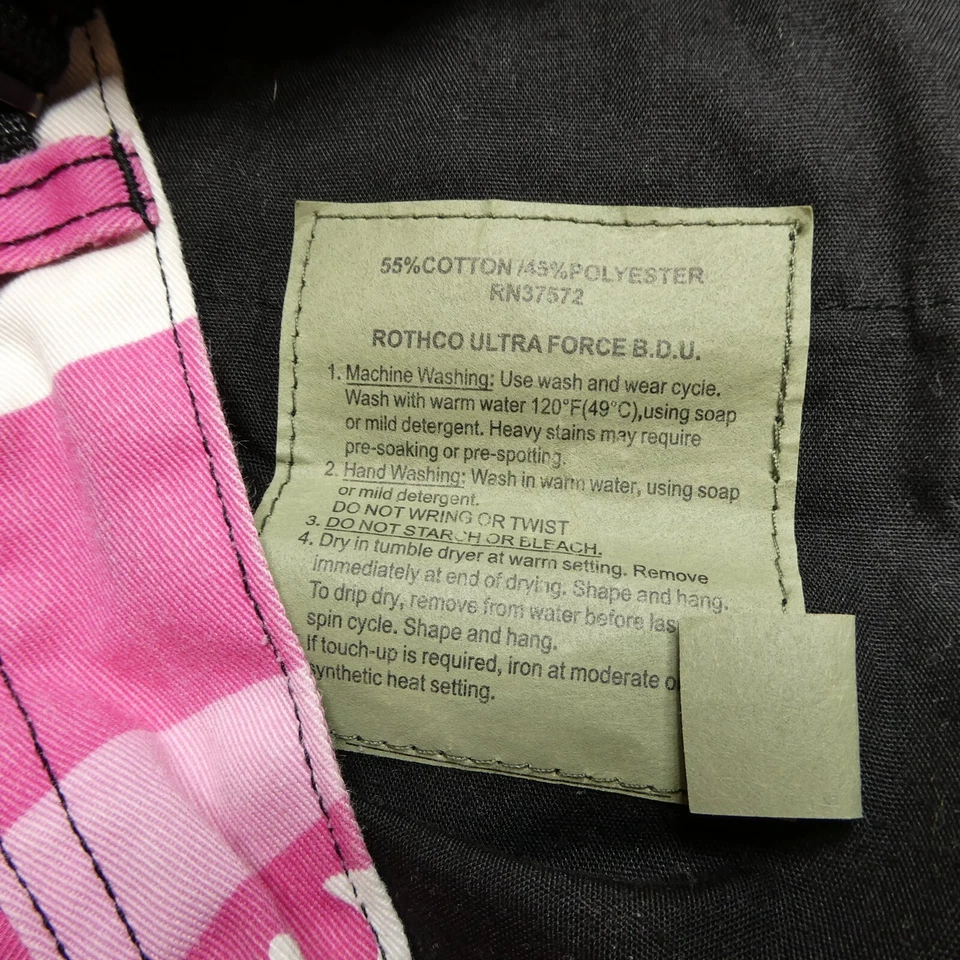 55%COTTON /45%POLYESTER
RN37572
ROTHCO ULTRA FORCE B.D.U.
1. Machine Washing: Use wash and wear cycle.
Wash with warm water 120°F(49°C),using soap
or mild detergent. Heavy stains may require
pre-soaking or pre-spotting.
2. Hand Washing: Wash in warm water, using soap
or mild detergent.
DO NOT WRING OR TWIST
3. DO NOT STARCH OR BLEACH.
4. Dry in tumble dryer at warm setting. Remove
immediately at end of drying. Shape and hang.
To drip dry, remove from water before
spin cycle. Shape and hang.
If touch-up is required, iron at moderate
synthetic heat setting.